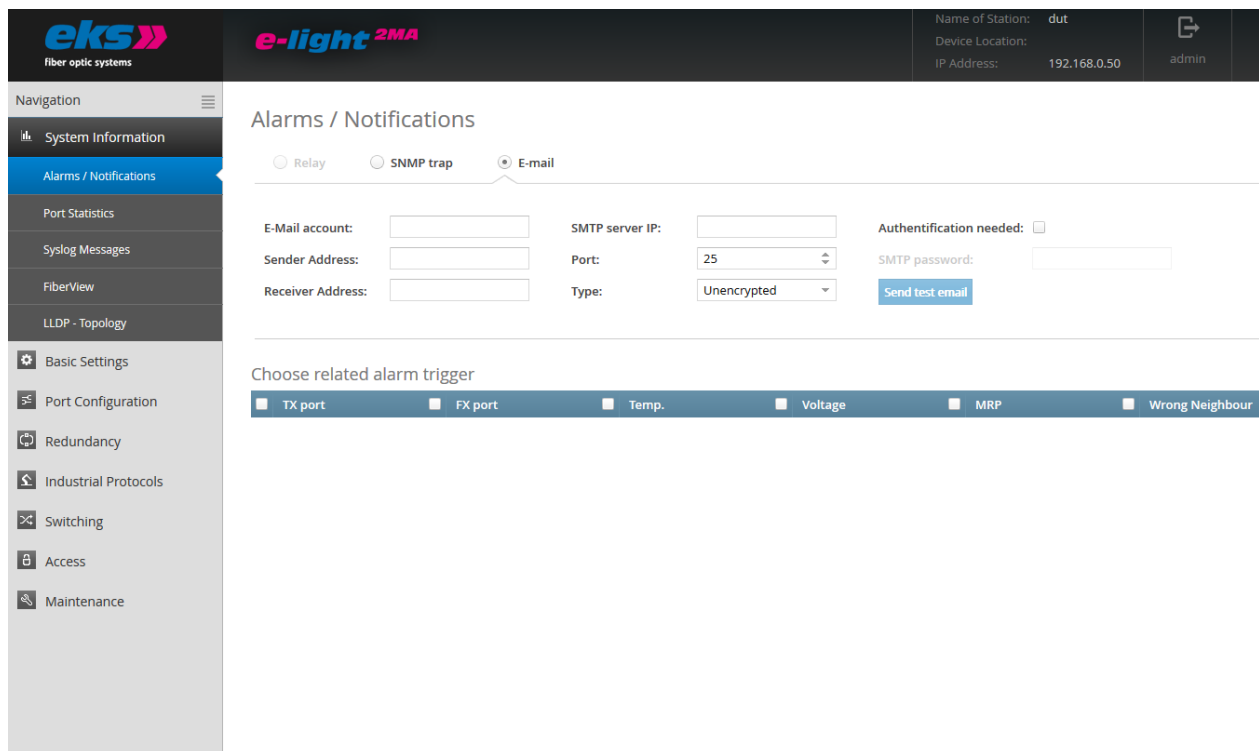 eks
fiber optic systems
e-light 2MA
Name of Station: dut
Device Location:
IP Address: 192.168.0.50
admin
Navigation
System Information
Alarms / Notifications
Port Statistics
Syslog Messages
FiberView
LLDP - Topology
Basic Settings
Port Configuration
Redundancy
Industrial Protocols
Switching
Access
Maintenance
Alarms / Notifications
Relay SNMP trap E-mail
E-Mail account: SMTP server IP: Authentification needed:
Sender Address: Port: 25 SMTP password:
Receiver Address: Type: Unencrypted Send test email
Choose related alarm trigger
TX port FX port Temp. Voltage MRP Wrong Neighbour